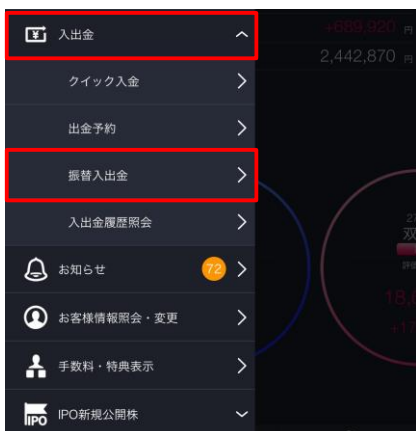 入出金
+689,920 円
2,442,870 円
クイック入金
出金予約
振替入出金
入出金履歴照会
お知らせ
72
お客様情報照会・変更
手数料・特典表示
IPO
IPO新規公開株